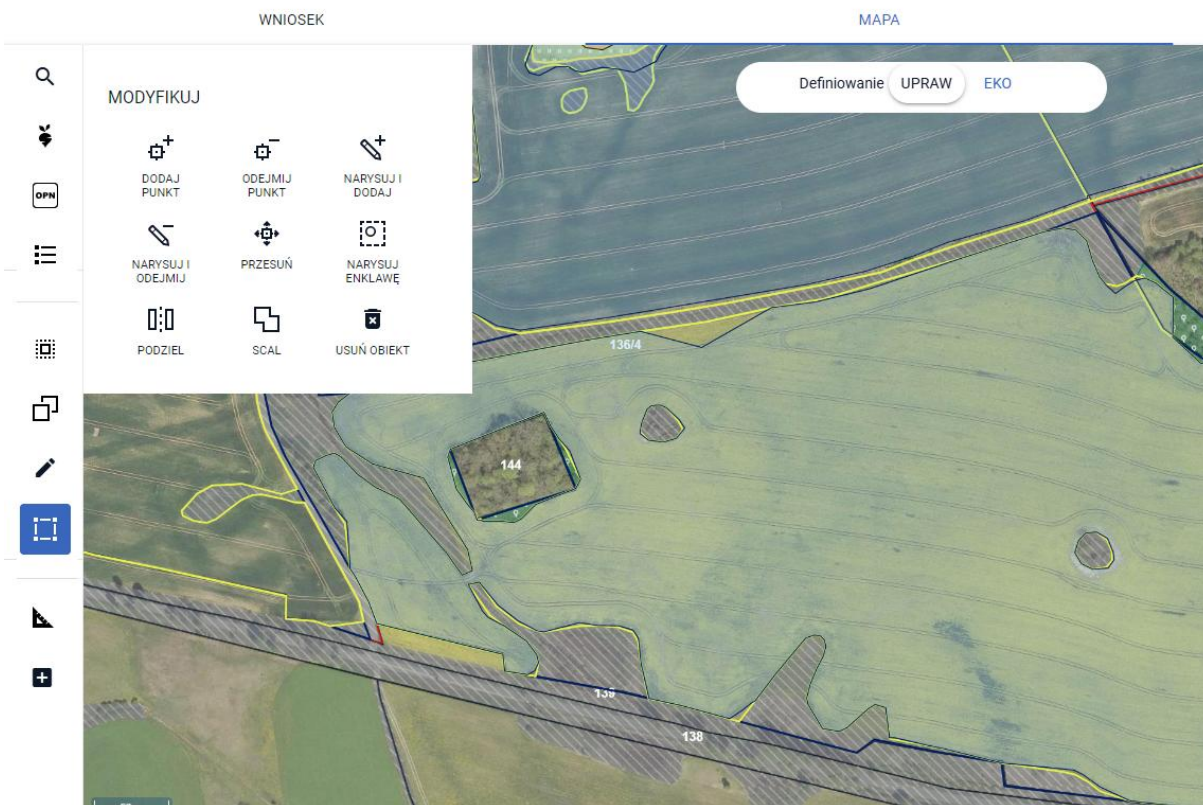 WNIOSEK
MAPA
MODYFIKUJ
Definiowanie UPRAW EKO
DODAJ
PUNKT
ODEJMIJ
PUNKT
NARYSUJ I
DODAJ
OPN
NARYSUJ I
ODEJMIJ
PRZESUŃ
NARYSUJ
ENKLAWĘ
PODZIEL
SCAL
USUŃ OBIEKT
136/4
144
139
138